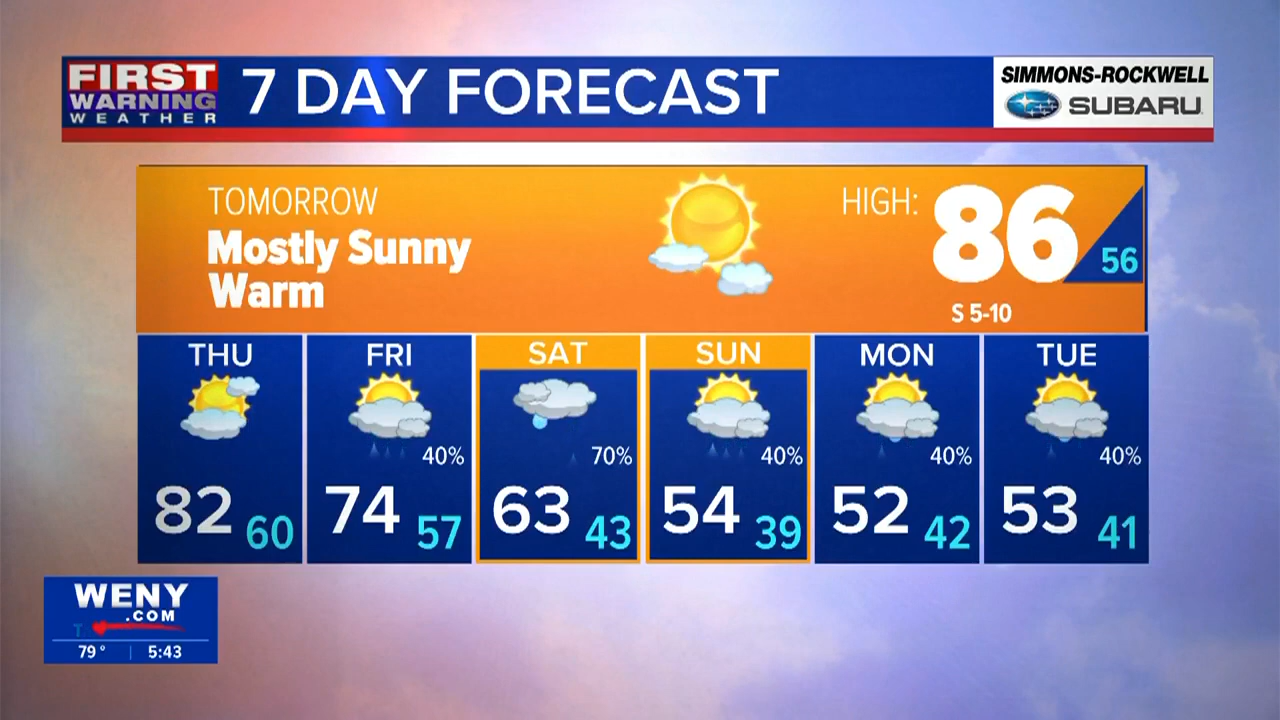 FIRST
WARNING
WEATHER
7 DAY FORECAST
SIMMONS-ROCKWELL
SUBARU
TOMORROW
Mostly Sunny
Warm
HIGH:
86
56
S 5-10
THU
FRI
SAT
SUN
MON
TUE
40%
70%
40%
40%
40%
82 60
74 57
63 43
54 39
52 42
53 41
WENY
.COM
79° | 5:43